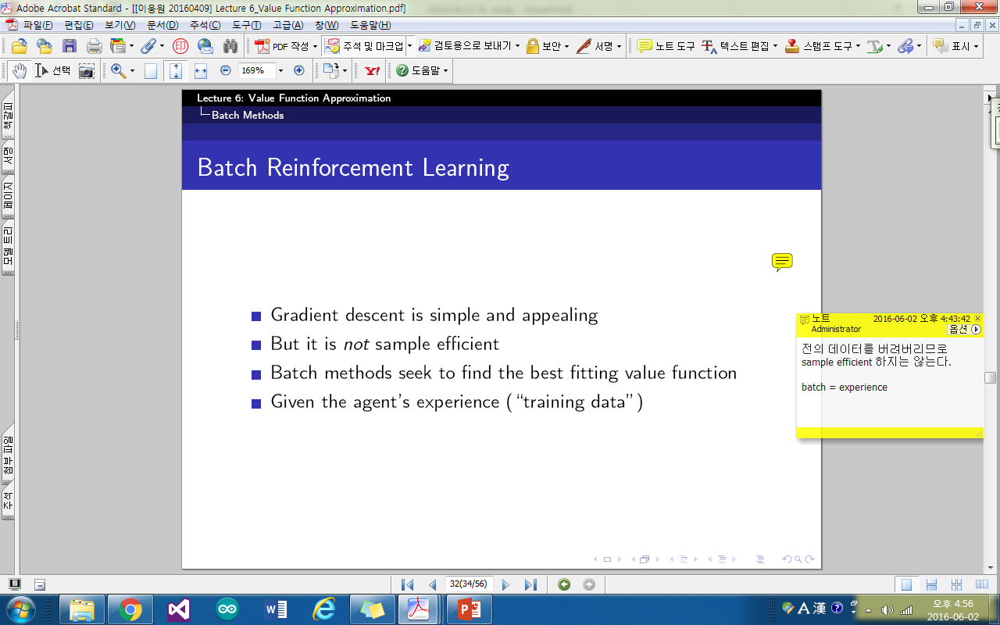 Adobe Acrobat Standard - [[이웅원 20160409] Lecture 6_Value Function Approximation.pdf]
파일(F) 편집(E) 보기(V) 문서(D) 주석(C) 도구(T) 고급(A) 창(W) 도움말(H)
PDF 작성 주석 및 마크업 검토용으로 보내기 보안 서명 노트 도구 텍스트 편집 스탬프 도구 표시
선택 169% Y! 도움말
Lecture 6: Value Function Approximation
Batch Methods
Batch Reinforcement Learning
Gradient descent is simple and appealing
But it is not sample efficient
Batch methods seek to find the best fitting value function
Given the agent's experience (“training data”)
노트 2016-06-02 오후 4:43:42
Administrator 옵션
전의 데이터를 버려버리므로
sample efficient 하지는 않는다.
batch = experience
책갈피
서명
페이지
모델 트리
첨부 파일
주석
32(34/56)
A 漢 오후 4:56
2016-06-02